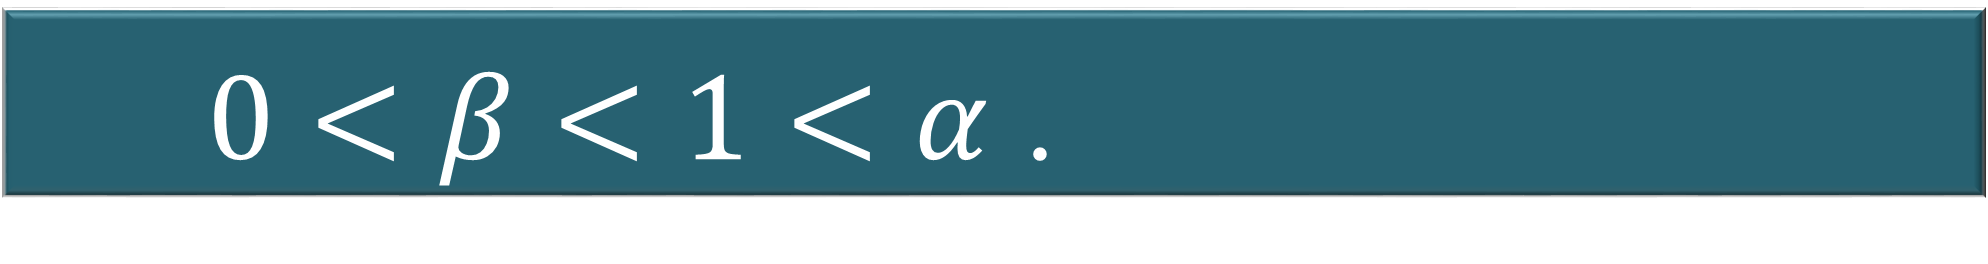 0 < β < 1 < α .